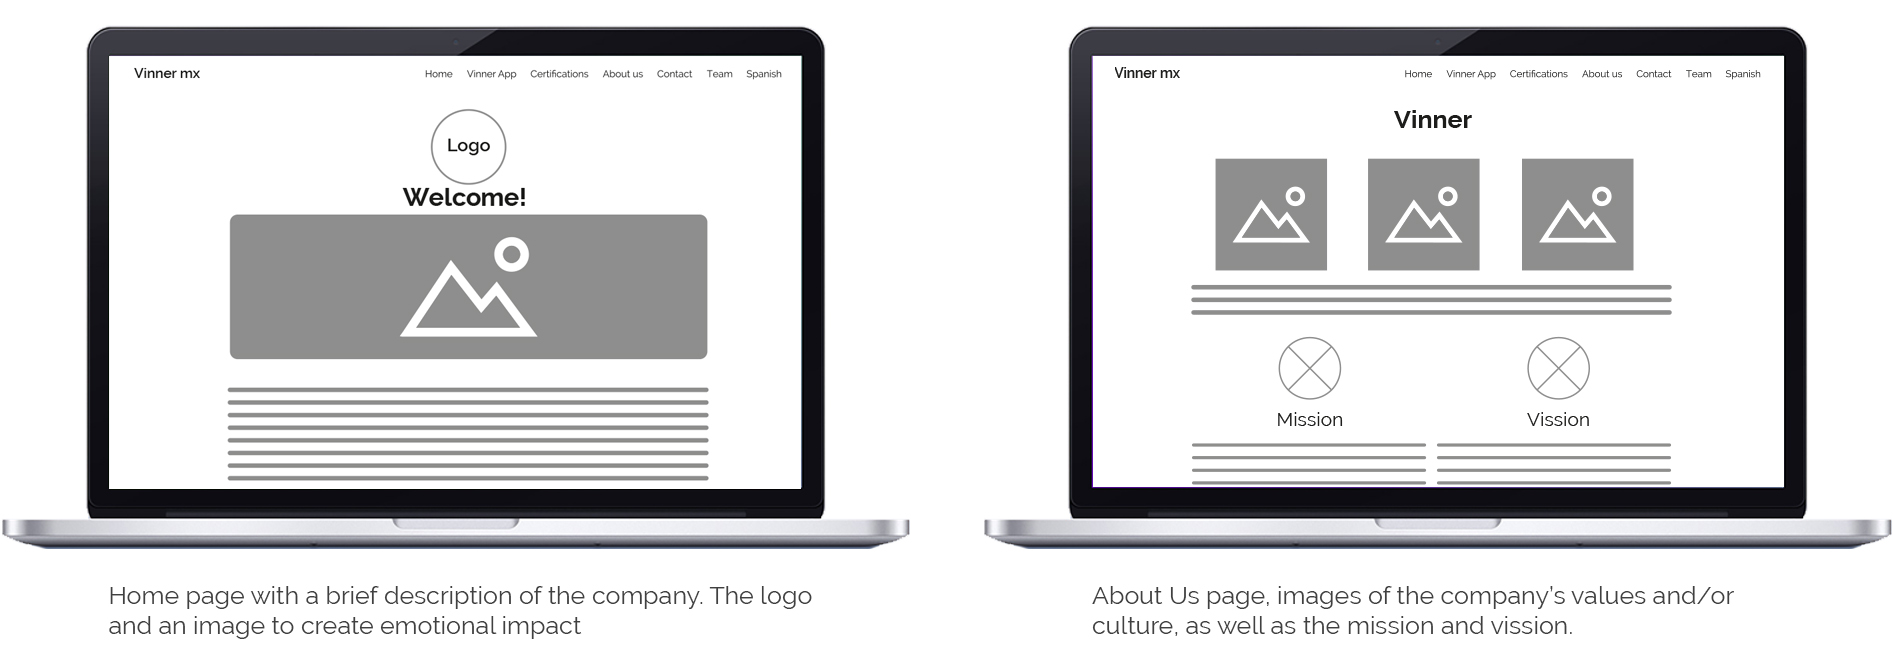 Vinner mx
Home Vinner App Certifications About us Contact Team Spanish
Logo
Welcome!
Home page with a brief description of the company. The logo
and an image to create emotional impact
Vinner mx
Home Vinner App Certifications About us Contact Team Spanish
Vinner
Mission
Vission
About Us page, images of the company's values and/or
culture, as well as the mission and vission.